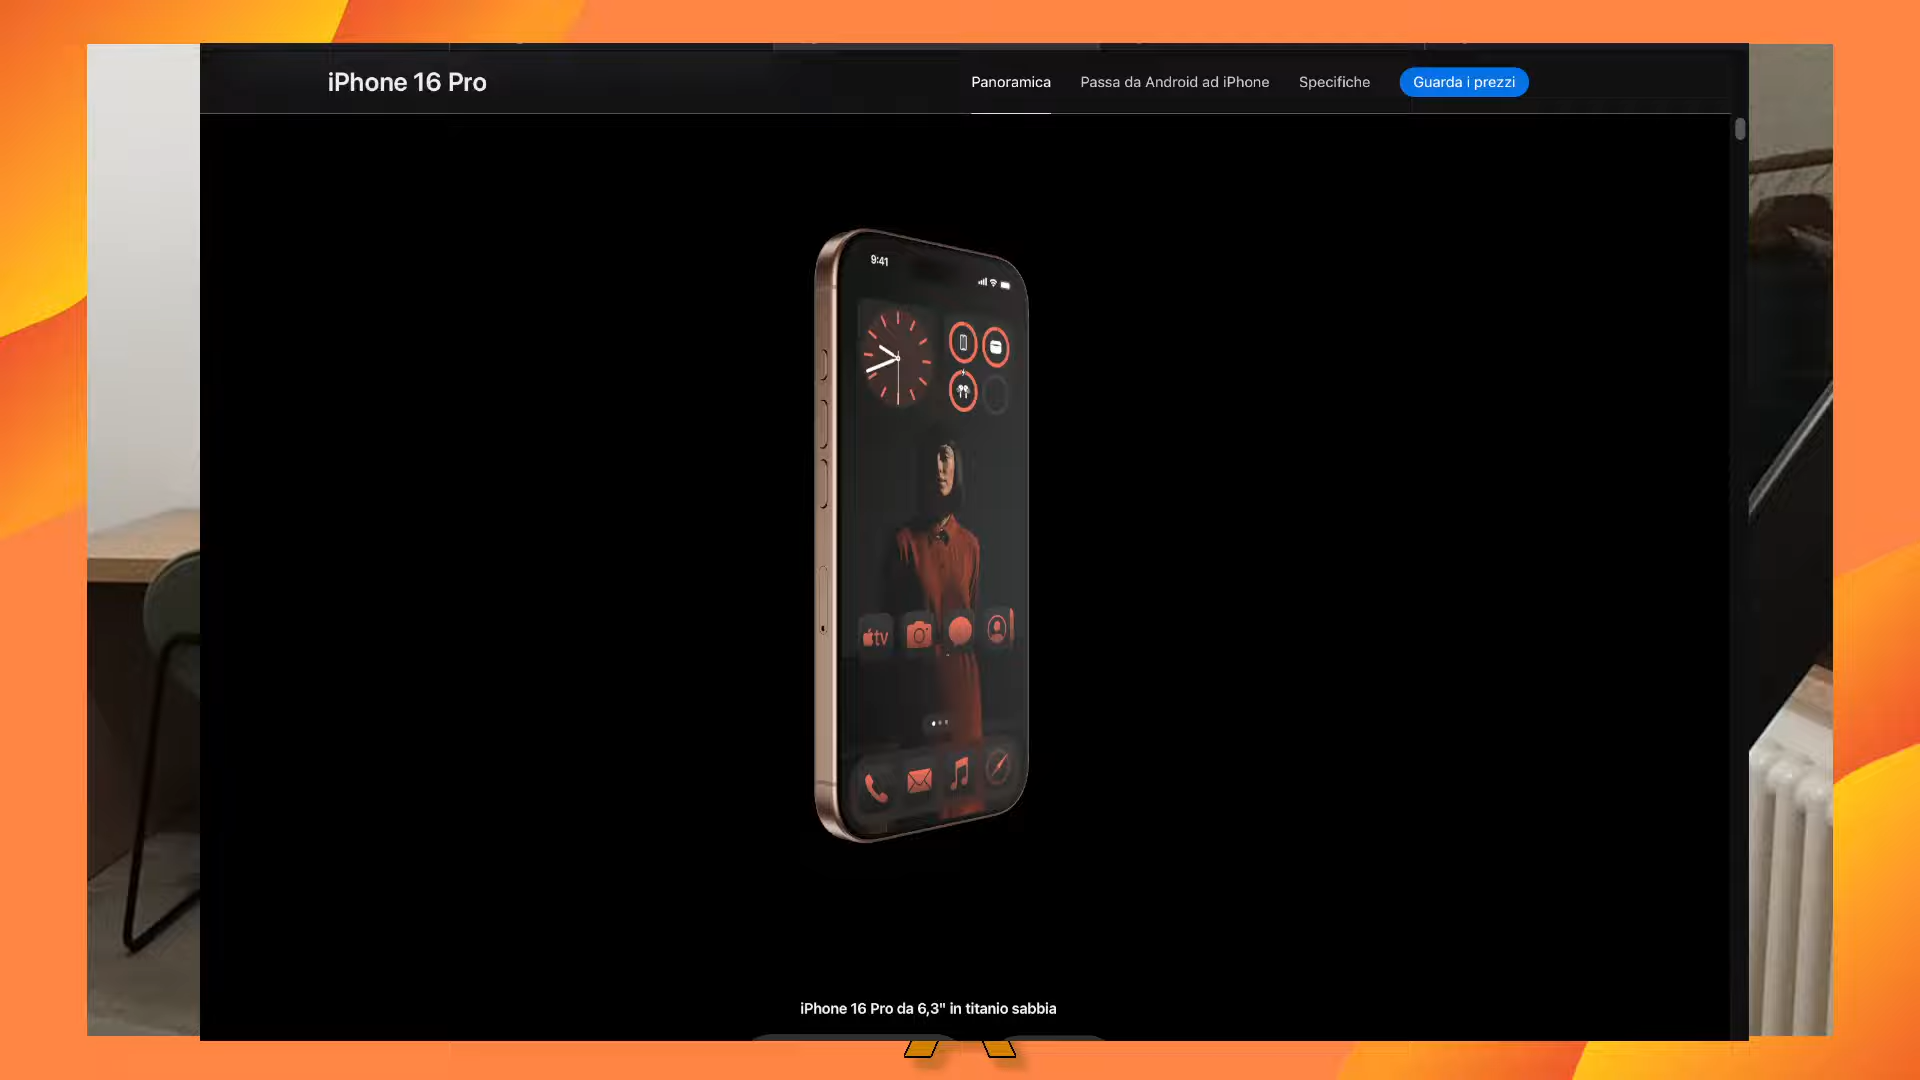 iPhone 16 Pro
Panoramica
Passa da Android ad iPhone
Specifiche
Guarda i prezzi
9:41
tv
iPhone 16 Pro da 6,3" in titanio sabbia